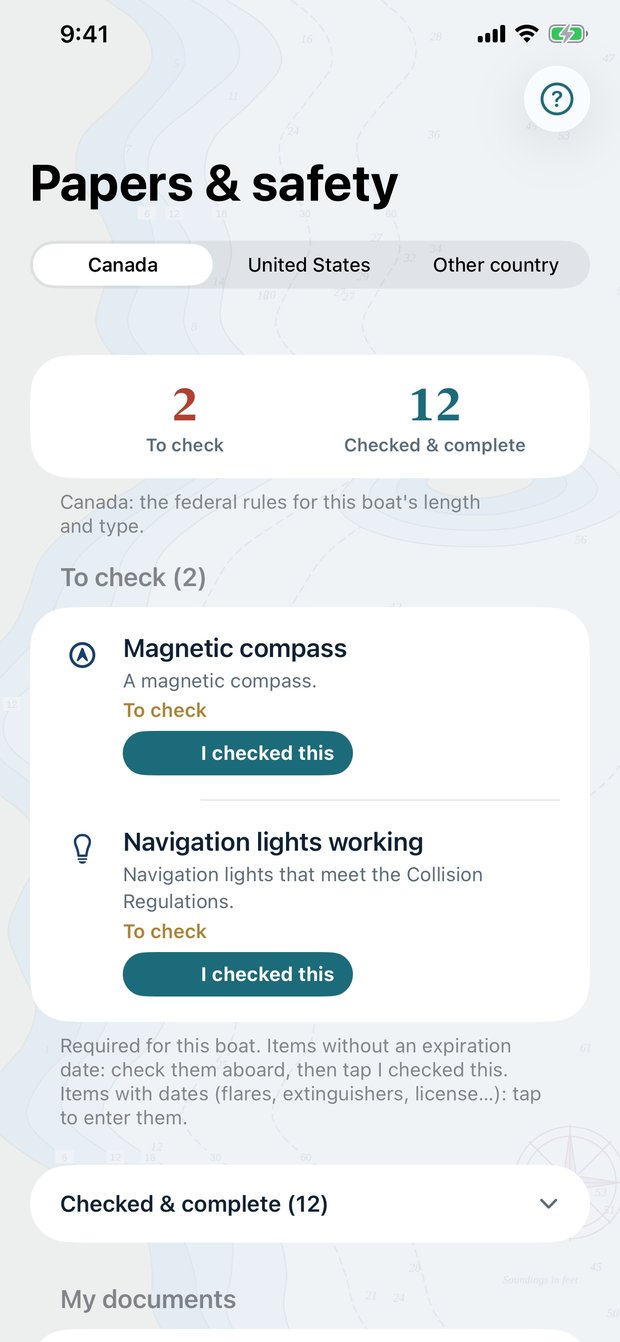 9:41
?
Papers & safety
Canada
United States
Other country
2
12
To check
Checked & complete
Canada: the federal rules for this boat's length
and type.
To check (2)
Magnetic compass
A magnetic compass.
To check
I checked this
Navigation lights working
Navigation lights that meet the Collision
Regulations.
To check
I checked this
Required for this boat. Items without an expiration
date: check them aboard, then tap I checked this.
Items with dates (flares, extinguishers, license...): tap
to enter them.
Checked & complete (12)
Soundings in feet
My documents